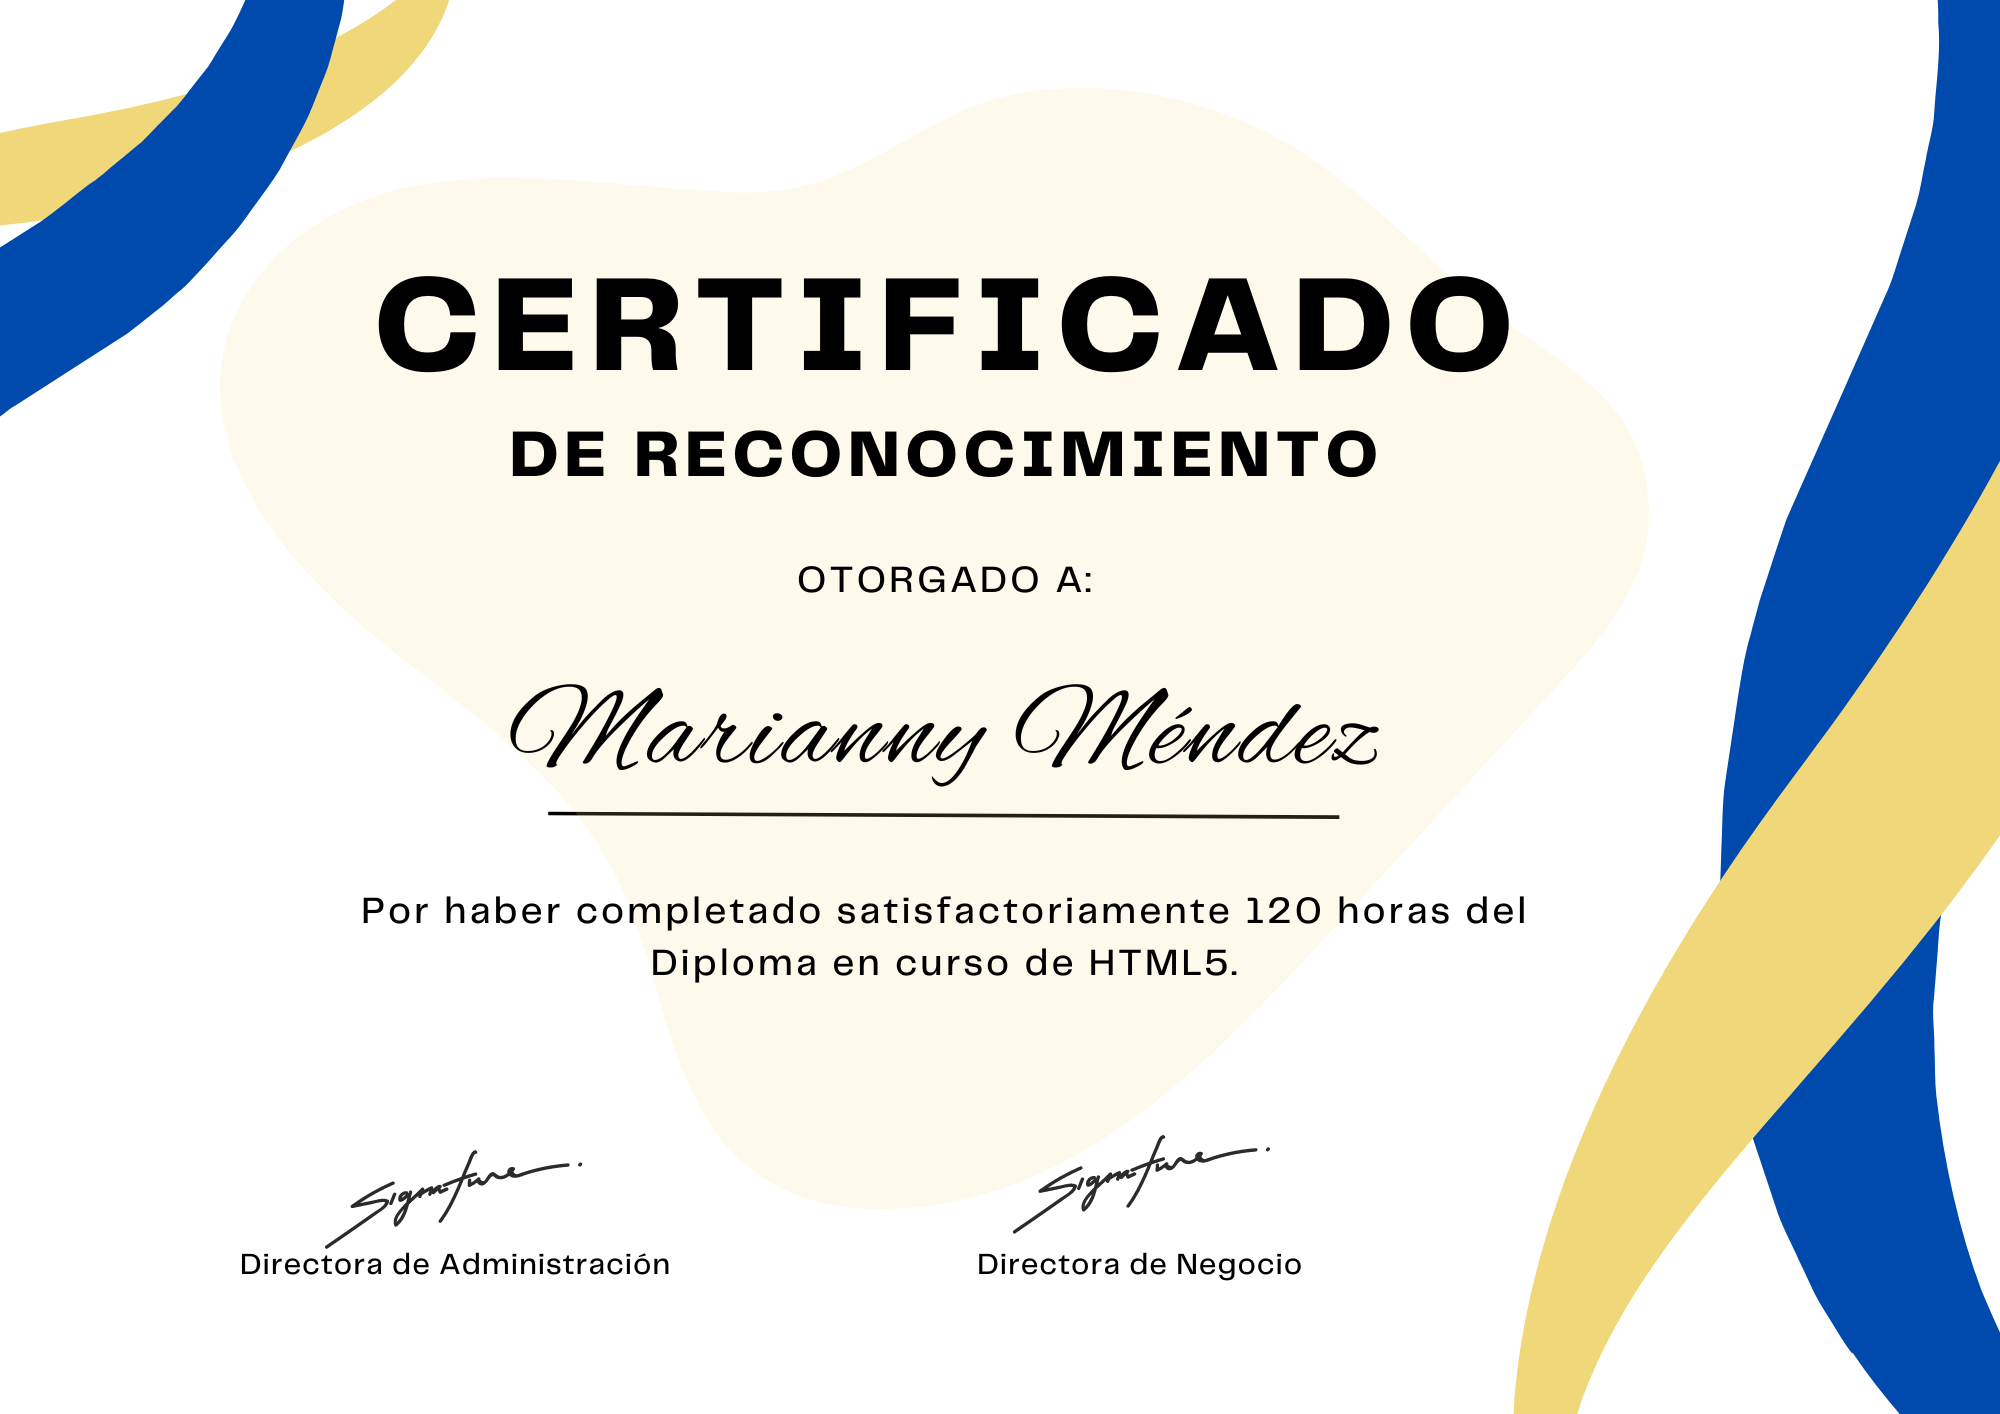 CERTIFICADO
DE RECONOCIMIENTO
OTORGADO A:
Marianny Méndez
Por haber completado satisfactoriamente 120 horas del
Diploma en curso de HTML5.
Signature Signature
Directora de Administración Directora de Negocio